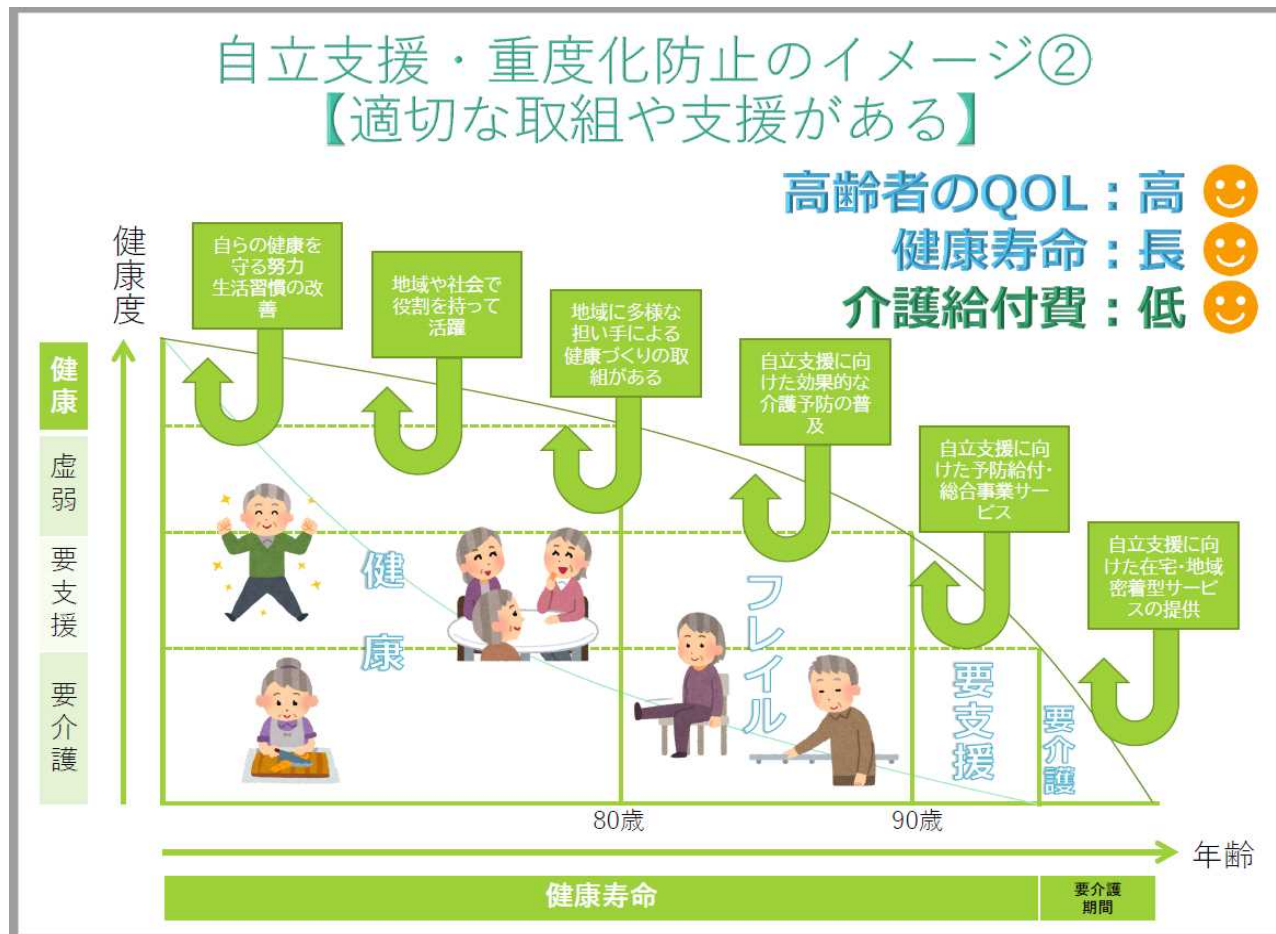 自立支援・重度化防止のイメージ②
【適切な取組や支援がある】
高齢者のQOL：高
健康寿命：長
介護給付費：低
健康度
自らの健康を
守る努力
生活習慣の改
善
地域や社会で
役割を持って
活躍
地域に多様な
担い手による
健康づくりの取
組がある
自立支援に向
けた効果的な
介護予防の普
及
自立支援に向
けた予防給付・
総合事業サー
ビス
自立支援に向
けた在宅・地域
密着型サービ
スの提供
健康
虚弱
要支援
要介護
健康
フレイル
要支援
要介護
80歳
90歳
年齢
健康寿命
要介護
期間